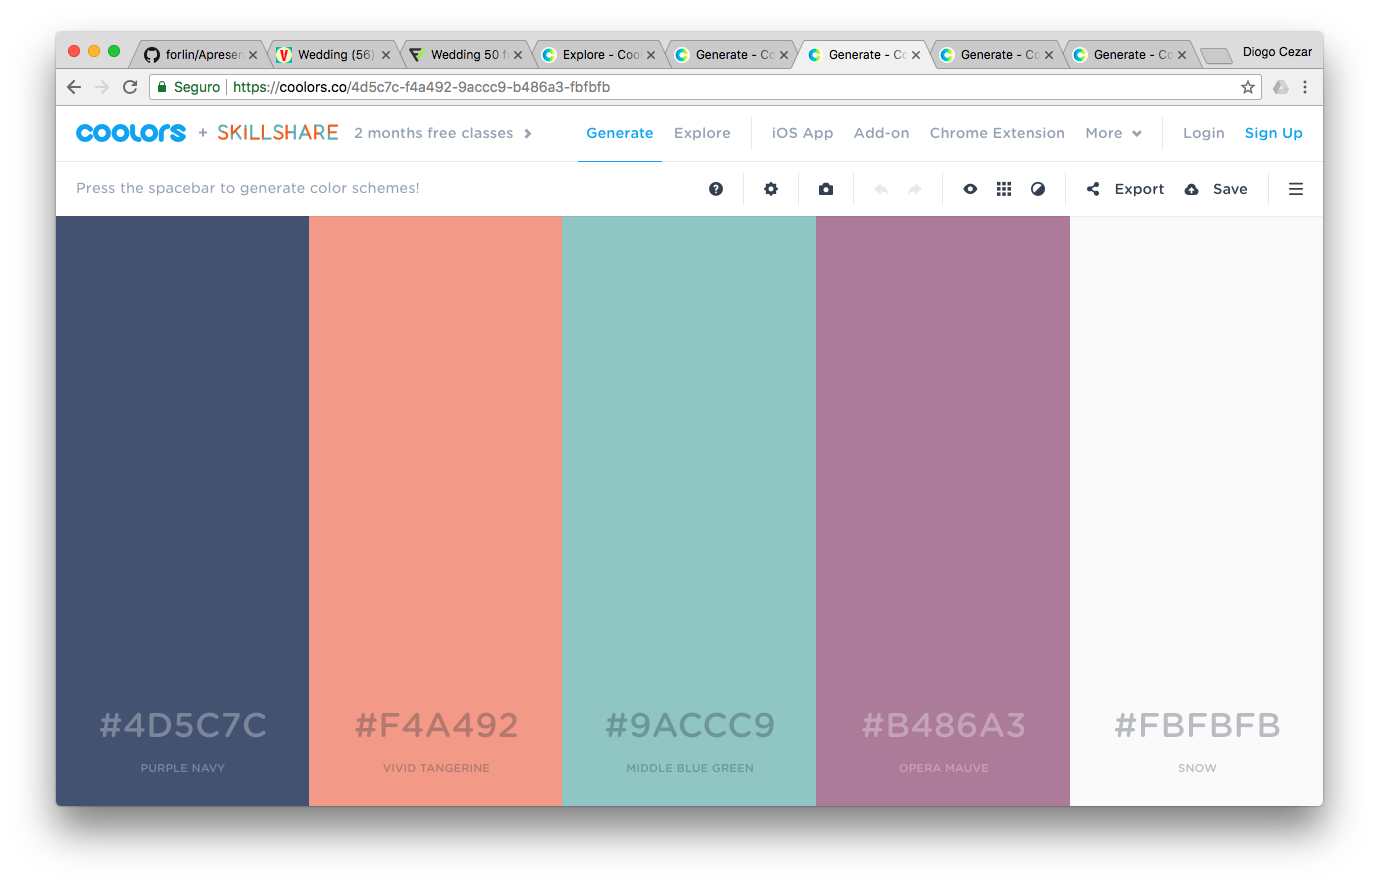 forlin/Apresen
Wedding (56)
Wedding 50 f
Explore - Cool
Generate - Co
Generate - Co
Generate - Co
Generate - Co
Diogo Cezar
Seguro https://coolors.co/4d5c7c-f4a492-9accc9-b486a3-fbfbfb
coolors + SKILLSHARE 2 months free classes Generate Explore iOS App Add-on Chrome Extension More Login Sign Up
Press the spacebar to generate color schemes! Export Save
#4D5C7C
PURPLE NAVY
#F4A492
VIVID TANGERINE
#9ACCC9
MIDDLE BLUE GREEN
#B486A3
OPERA MAUVE
#FBFBFB
SNOW